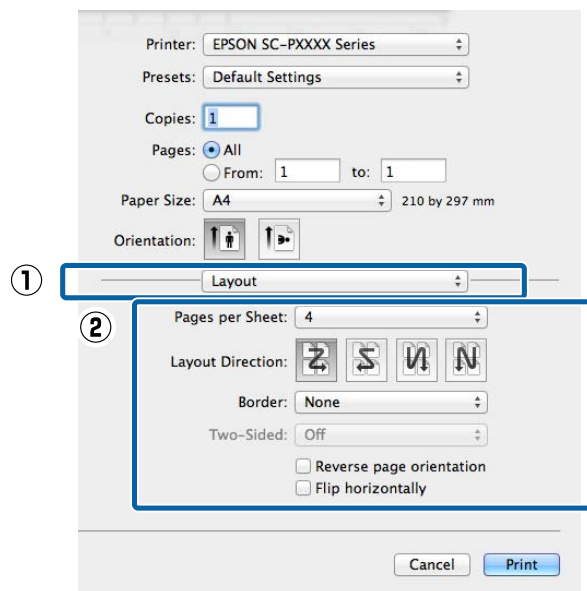 Printer: EPSON SC-PXXXX Series
Presets: Default Settings
Copies: 1
Pages: All
From: 1 to: 1
Paper Size: A4 210 by 297 mm
Orientation:
① Layout
②
Pages per Sheet: 4
Layout Direction:
Border: None
Two-Sided: Off
Reverse page orientation
Flip horizontally
Cancel Print